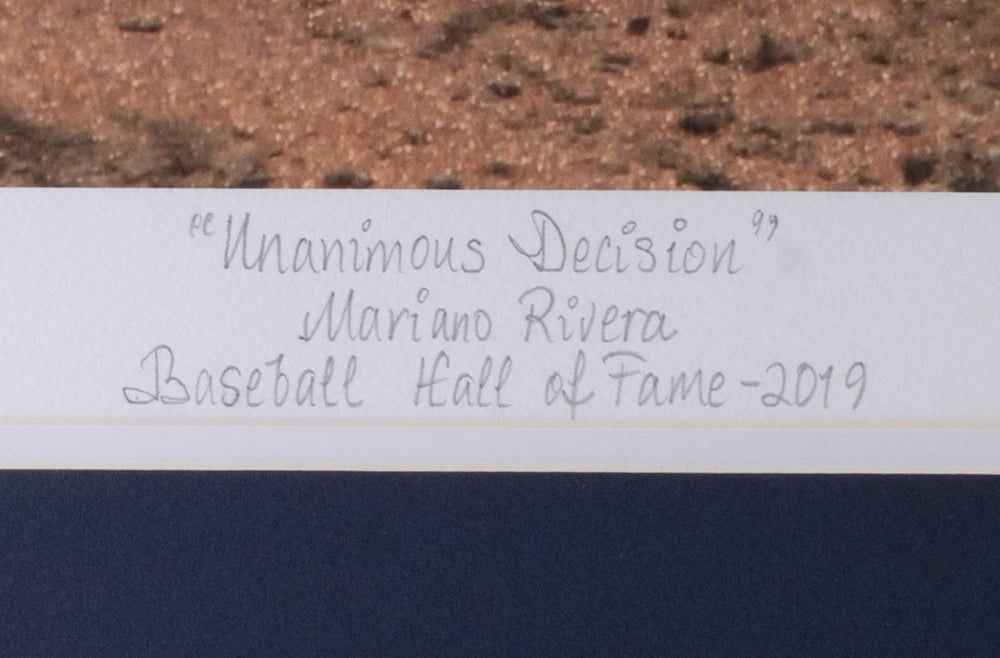 "Unanimous Decision"
Mariano Rivera
Baseball Hall of Fame - 2019